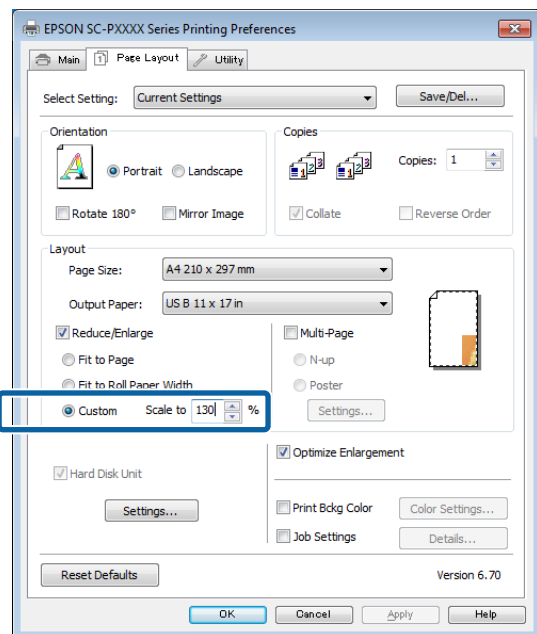 EPSON SC-PXXXX Series Printing Preferences
Main Page Layout Utility
Select Setting: Current Settings Save/Del...
Orientation Copies
Portrait Landscape Copies: 1
Rotate 180° Mirror Image Collate Reverse Order
Layout
Page Size: A4 210 x 297 mm
Output Paper: US B 11 x 17 in
Reduce/Enlarge Multi-Page
Fit to Page N-up
Fit to Roll Paper Width Poster
Custom Scale to 130 % Settings...
Optimize Enlargement
Hard Disk Unit
Settings... Print Bckg Color Color Settings...
Job Settings Details...
Reset Defaults Version 6.70
OK Cancel Apply Help